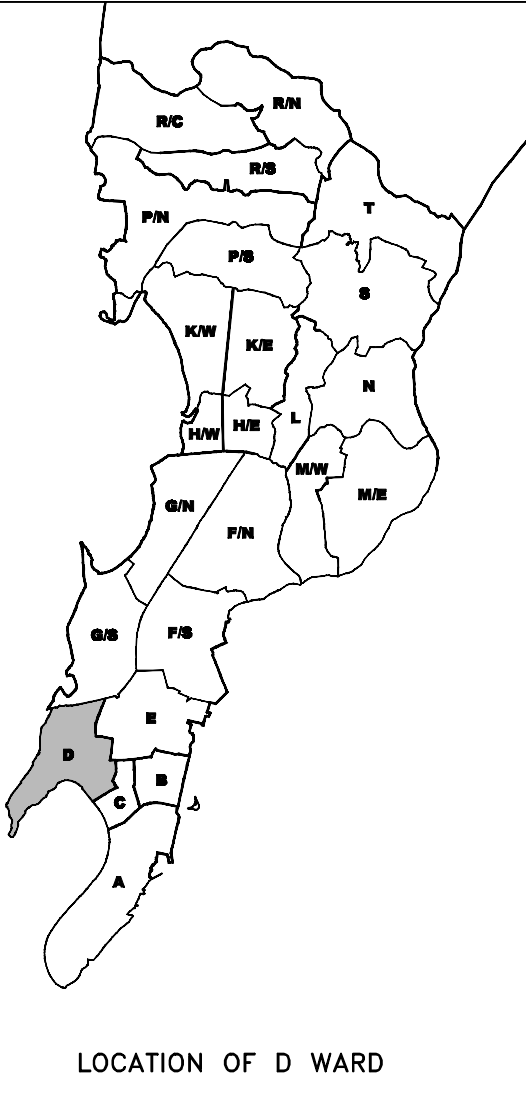 R/N
R/C
R/S
T
P/N
P/S
S
K/W
K/E
N
L
H/E
H/W
M/W
M/E
G/N
F/N
G/S
F/S
E
D
B
C
A
LOCATION OF D WARD